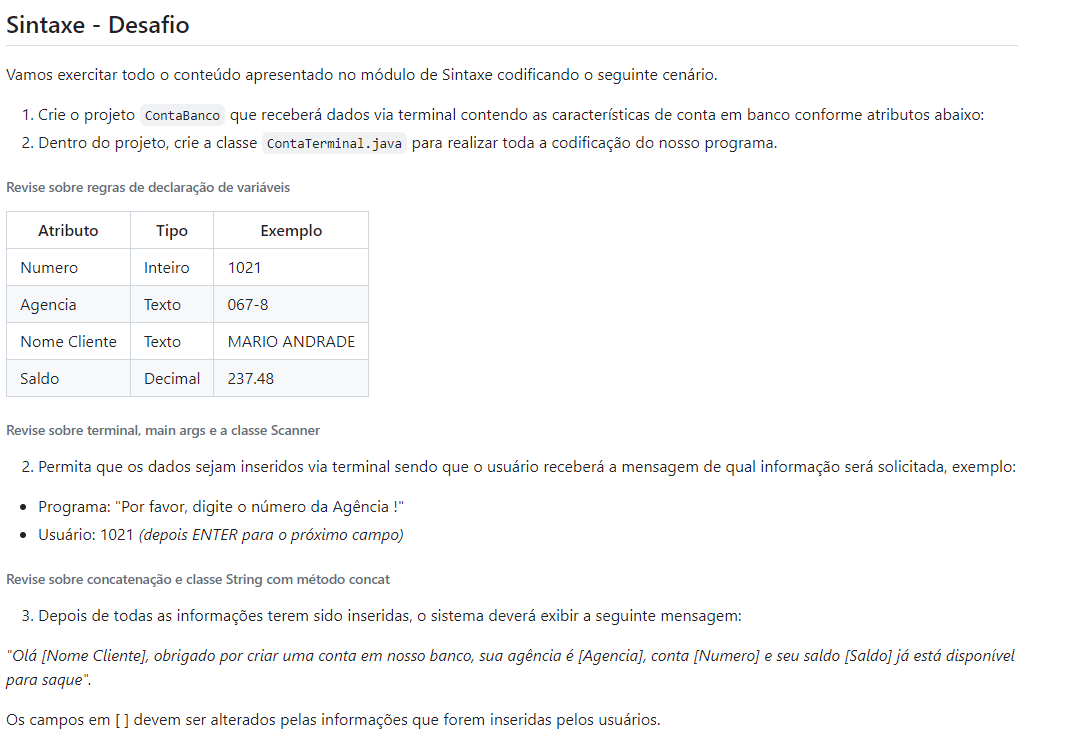 Sintaxe - Desafio
Vamos exercitar todo o conteúdo apresentado no módulo de Sintaxe codificando o seguinte cenário.
1. Crie o projeto ContaBanco que receberá dados via terminal contendo as características de conta em banco conforme atributos abaixo:
2. Dentro do projeto, crie a classe ContaTerminal.java para realizar toda a codificação do nosso programa.
Revise sobre regras de declaração de variáveis
Atributo Tipo Exemplo
Numero Inteiro 1021
Agencia Texto 067-8
Nome Cliente Texto MARIO ANDRADE
Saldo Decimal 237.48
Revise sobre terminal, main args e a classe Scanner
2. Permita que os dados sejam inseridos via terminal sendo que o usuário receberá a mensagem de qual informação será solicitada, exemplo:
• Programa: "Por favor, digite o número da Agência !"
• Usuário: 1021 (depois ENTER para o próximo campo)
Revise sobre concatenação e classe String com método concat
3. Depois de todas as informações terem sido inseridas, o sistema deverá exibir a seguinte mensagem:
"Olá [Nome Cliente], obrigado por criar uma conta em nosso banco, sua agência é [Agencia], conta [Numero] e seu saldo [Saldo] já está disponível
para saque".
Os campos em [ ] devem ser alterados pelas informações que forem inseridas pelos usuários.